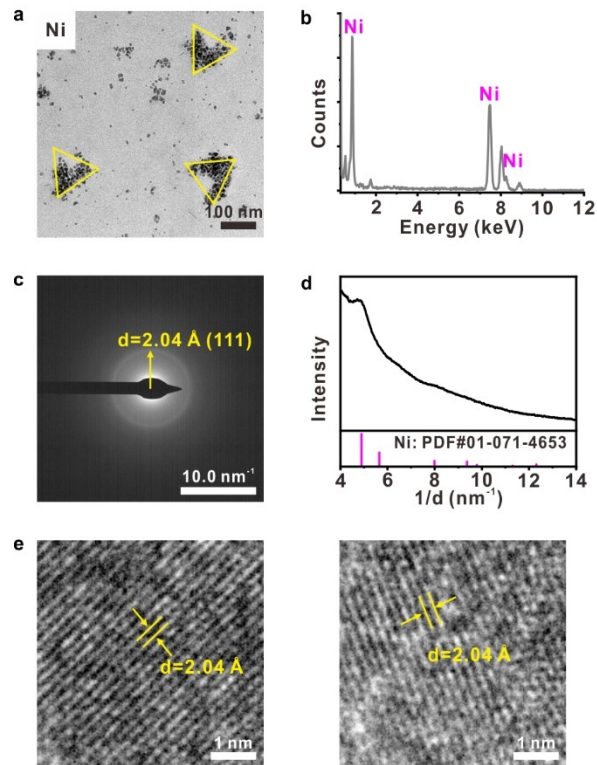 a
Ni
100 nm
b
Ni
Ni
Ni
Counts
2 4 6 8 10 12
Energy (keV)
c
d=2.04 Å (111)
10.0 nm⁻¹
d
Intensity
Ni: PDF#01-071-4653
4 6 8 10 12 14
1/d (nm⁻¹)
e
d=2.04 Å
1 nm
d=2.04 Å
1 nm